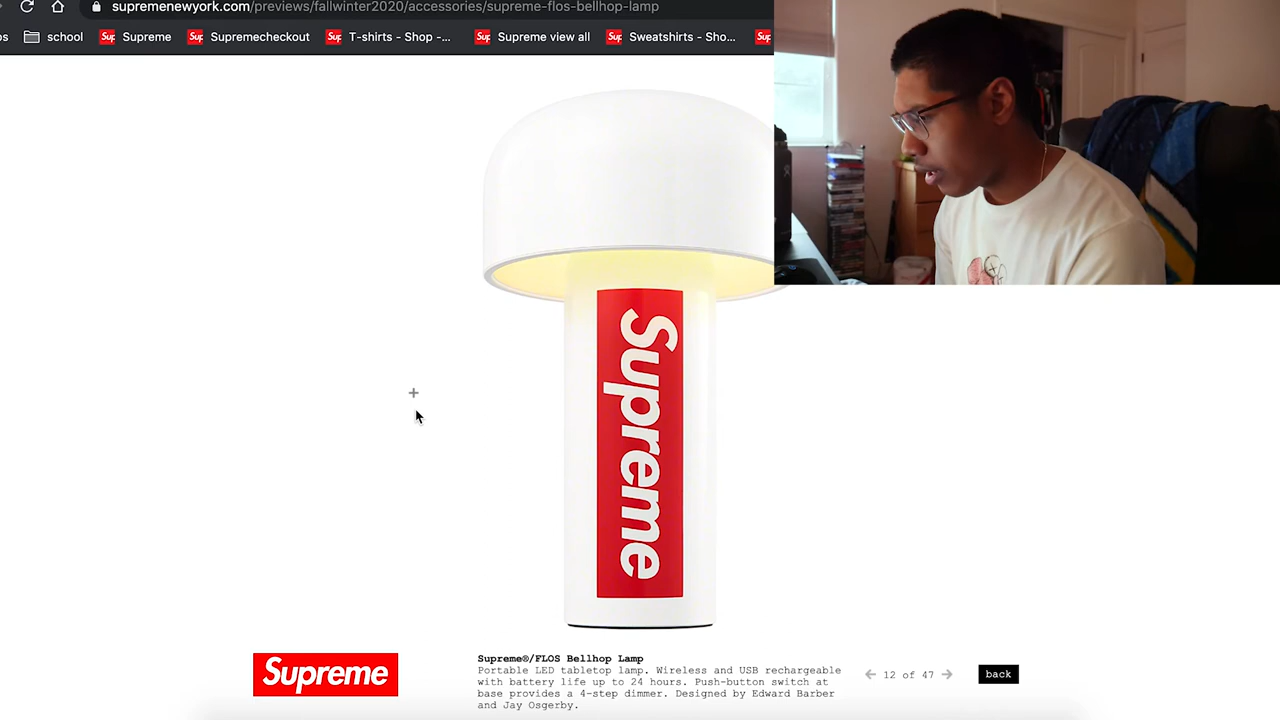 supremenewyork.com/previews/fallwinter2020/accessories/supreme-flos-bellhop-lamp
school
Supreme
Supremecheckout
T-shirts - Shop -...
Supreme view all
Sweatshirts - Sho...
Supreme
Supreme
Supreme®/FLOS Bellhop Lamp
Portable LED tabletop lamp. Wireless and USB rechargeable
with battery life up to 24 hours. Push-button switch at
base provides a 4-step dimmer. Designed by Edward Barber
and Jay Osgerby.
12 of 47
back